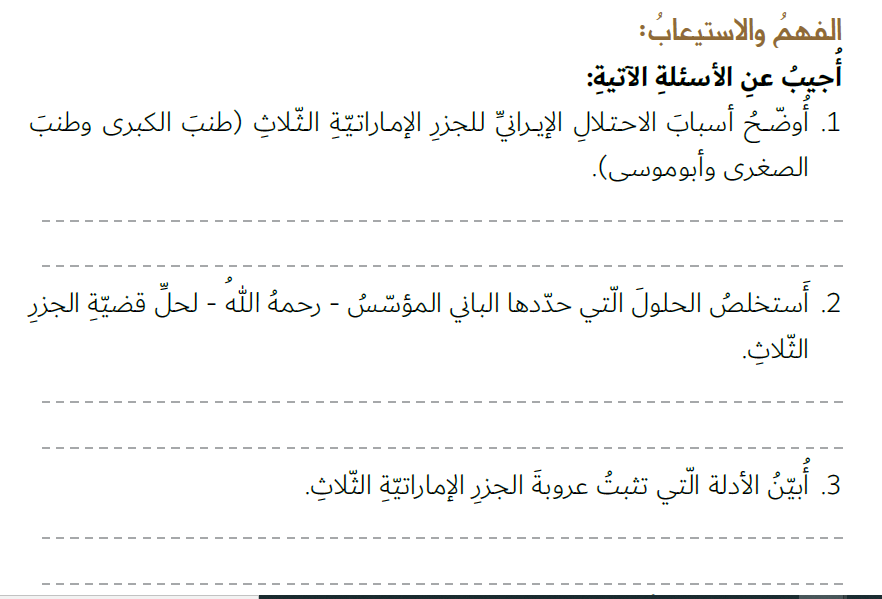 الفهمُ والاستيعابُ:
أُجيبُ عنِ الأسئلةِ الآتيةِ:
1. أُوضّحُ أسبابَ الاحتلالِ الإيرانيِّ للجزرِ الإماراتيّةِ الثّلاثِ (طنبَ الكبرى وطنبَ
الصغرى وأبوموسى).
2. أَستخلصُ الحلولَ الّتي حدّدها الباني المؤسّسُ - رحمهُ اللهُ - لحلِّ قضيّةِ الجزرِ
الثّلاثِ.
3. أُبيّنُ الأدلة الّتي تثبتُ عروبةَ الجزرِ الإماراتيّةِ الثّلاثِ.